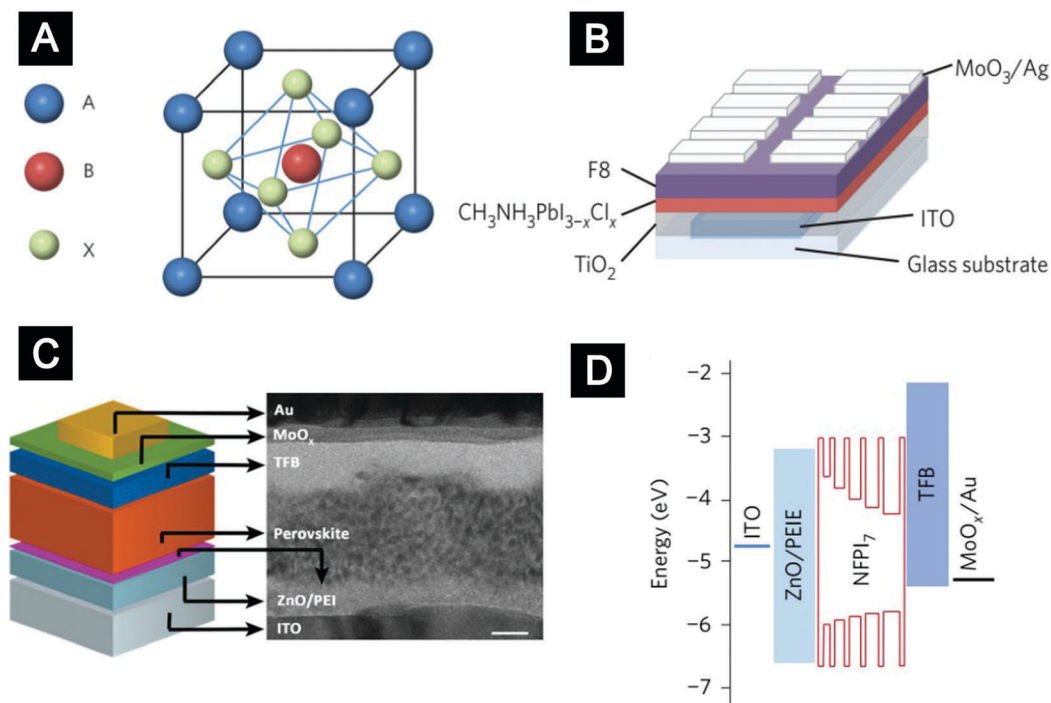 A
A
B
X
B
MoO₃/Ag
F8
CH₃NH₃PbI₃₋ₓClₓ
ITO
TiO₂
Glass substrate
C
Au
MoOₓ
TFB
Perovskite
ZnO/PEI
ITO
D
Energy (eV)
−2
−3
−4
−5
−6
−7
ITO
ZnO/PEIE
NFPI₇
TFB
MoOₓ/Au